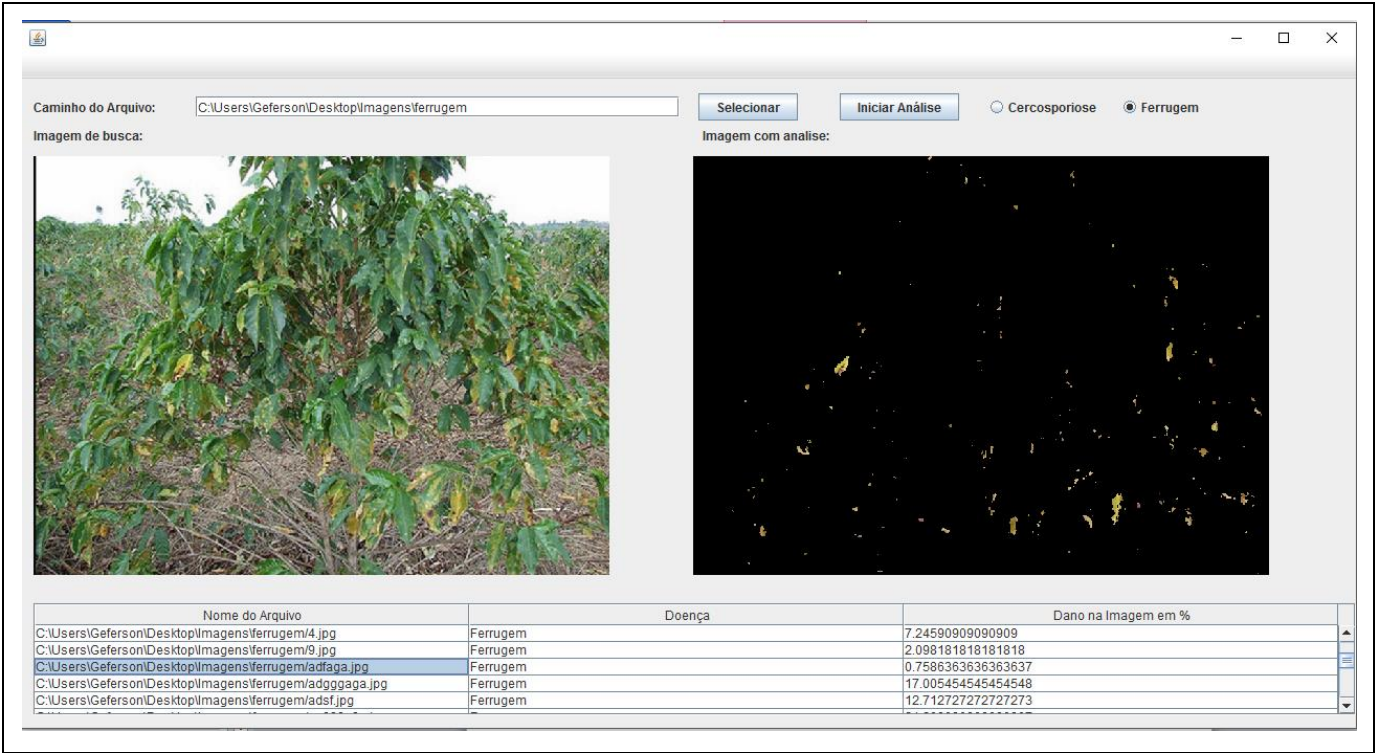 Caminho do Arquivo: C:\Users\Geferson\Desktop\Imagens\ferrugem Selecionar Iniciar Análise Cercosporiose Ferrugem
Imagem de busca: Imagem com analise:
Nome do Arquivo Doença Dano na Imagem em %
C:\Users\Geferson\Desktop\Imagens\ferrugem/4.jpg Ferrugem 7.24590909090909
C:\Users\Geferson\Desktop\Imagens\ferrugem/9.jpg Ferrugem 2.098181818181818
C:\Users\Geferson\Desktop\Imagens\ferrugem/adfaga.jpg Ferrugem 0.7586363636363637
C:\Users\Geferson\Desktop\Imagens\ferrugem/adgggaga.jpg Ferrugem 17.005454545454548
C:\Users\Geferson\Desktop\Imagens\ferrugem/adsf.jpg Ferrugem 12.712727272727273